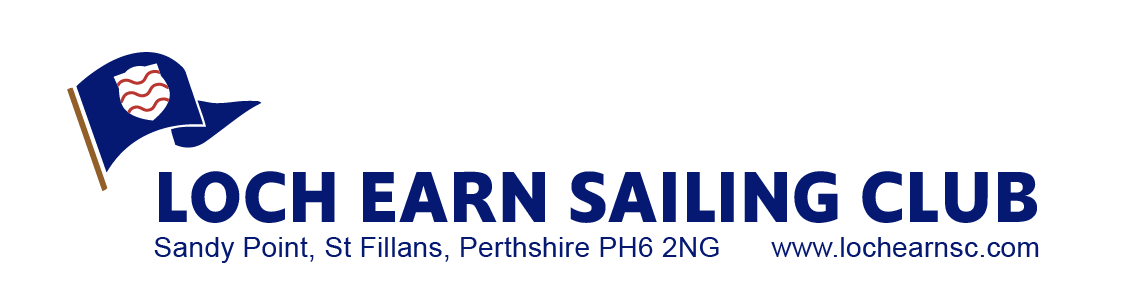 LOCH EARN SAILING CLUB
Sandy Point, St Fillans, Perthshire PH6 2NG www.lochearnsc.com